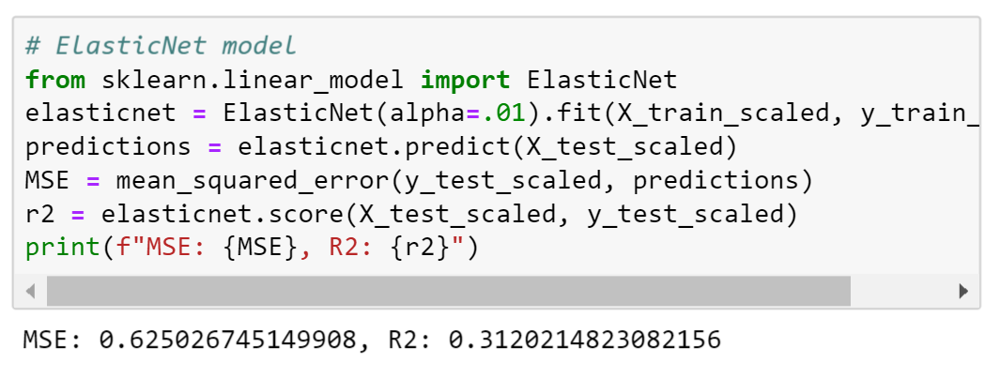 # ElasticNet model
from sklearn.linear_model import ElasticNet
elasticnet = ElasticNet(alpha=.01).fit(X_train_scaled, y_train_
predictions = elasticnet.predict(X_test_scaled)
MSE = mean_squared_error(y_test_scaled, predictions)
r2 = elasticnet.score(X_test_scaled, y_test_scaled)
print(f"MSE: {MSE}, R2: {r2}")
MSE: 0.625026745149908, R2: 0.3120214823082156